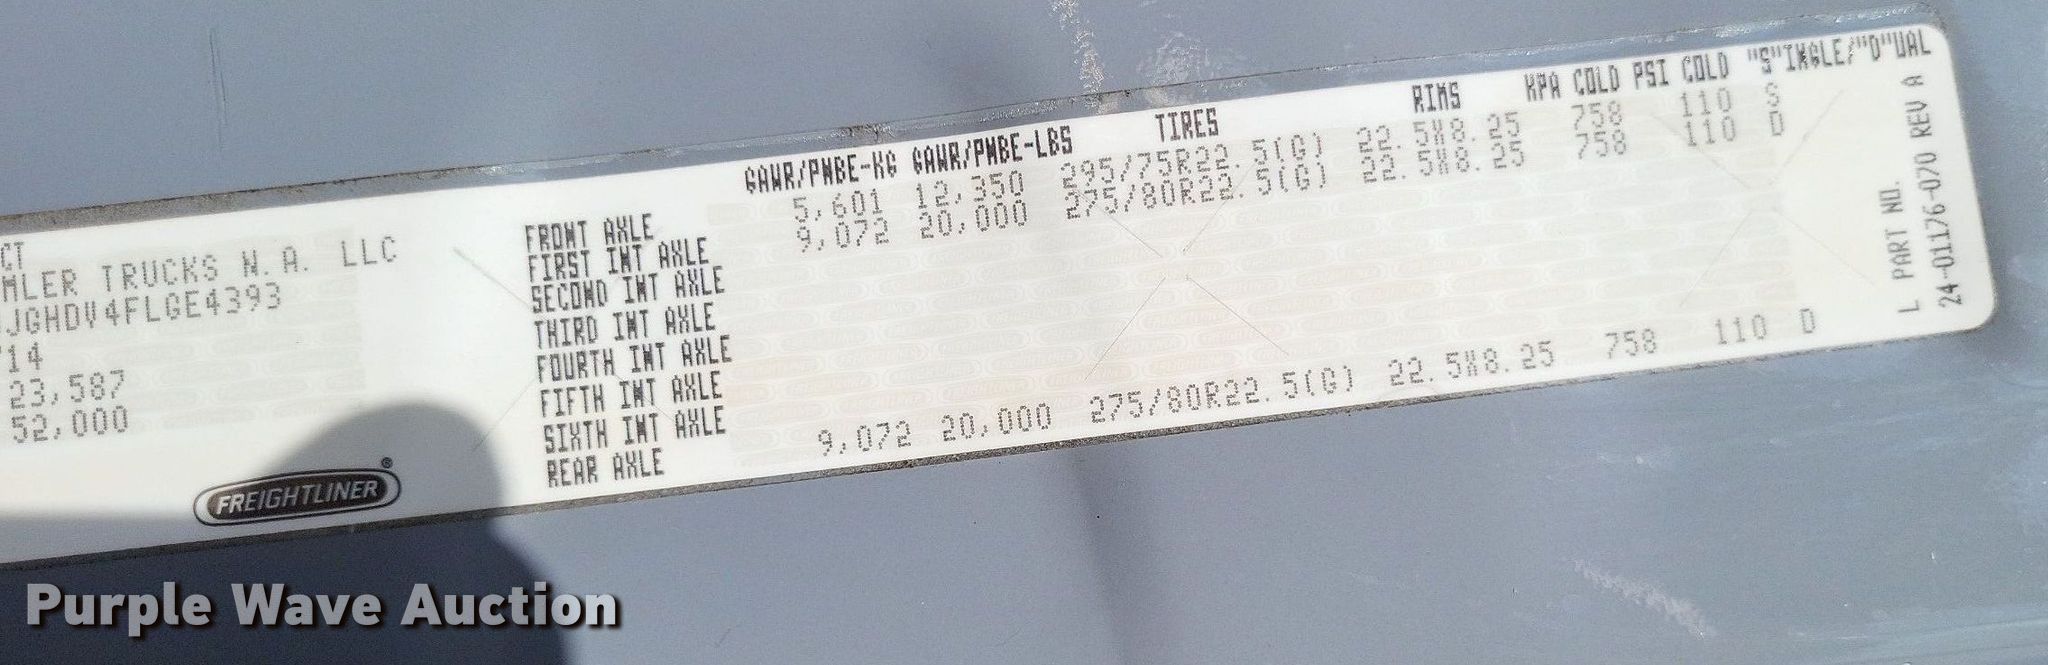 GAWR/PNBE-KG GAWR/PNBE-LBS TIRES RIMS KPA COLD PSI COLD "S"INGLE/"D"UAL
FRONT AXLE 5,601 12,350 295/75R22.5(G) 22.5X8.25 758 110 S
FIRST INT AXLE 9,072 20,000 275/80R22.5(G) 22.5X8.25 758 110 D
SECOND INT AXLE
THIRD INT AXLE
FOURTH INT AXLE
FIFTH INT AXLE
SIXTH INT AXLE
REAR AXLE 9,072 20,000 275/80R22.5(G) 22.5X8.25 758 110 D
CT
MLER TRUCKS N.A. LLC
JGHDV4FLGE4393
14
23,587
52,000
FREIGHTLINER®
L PART NO.
24-01176-070 REV A
Purple Wave Auction